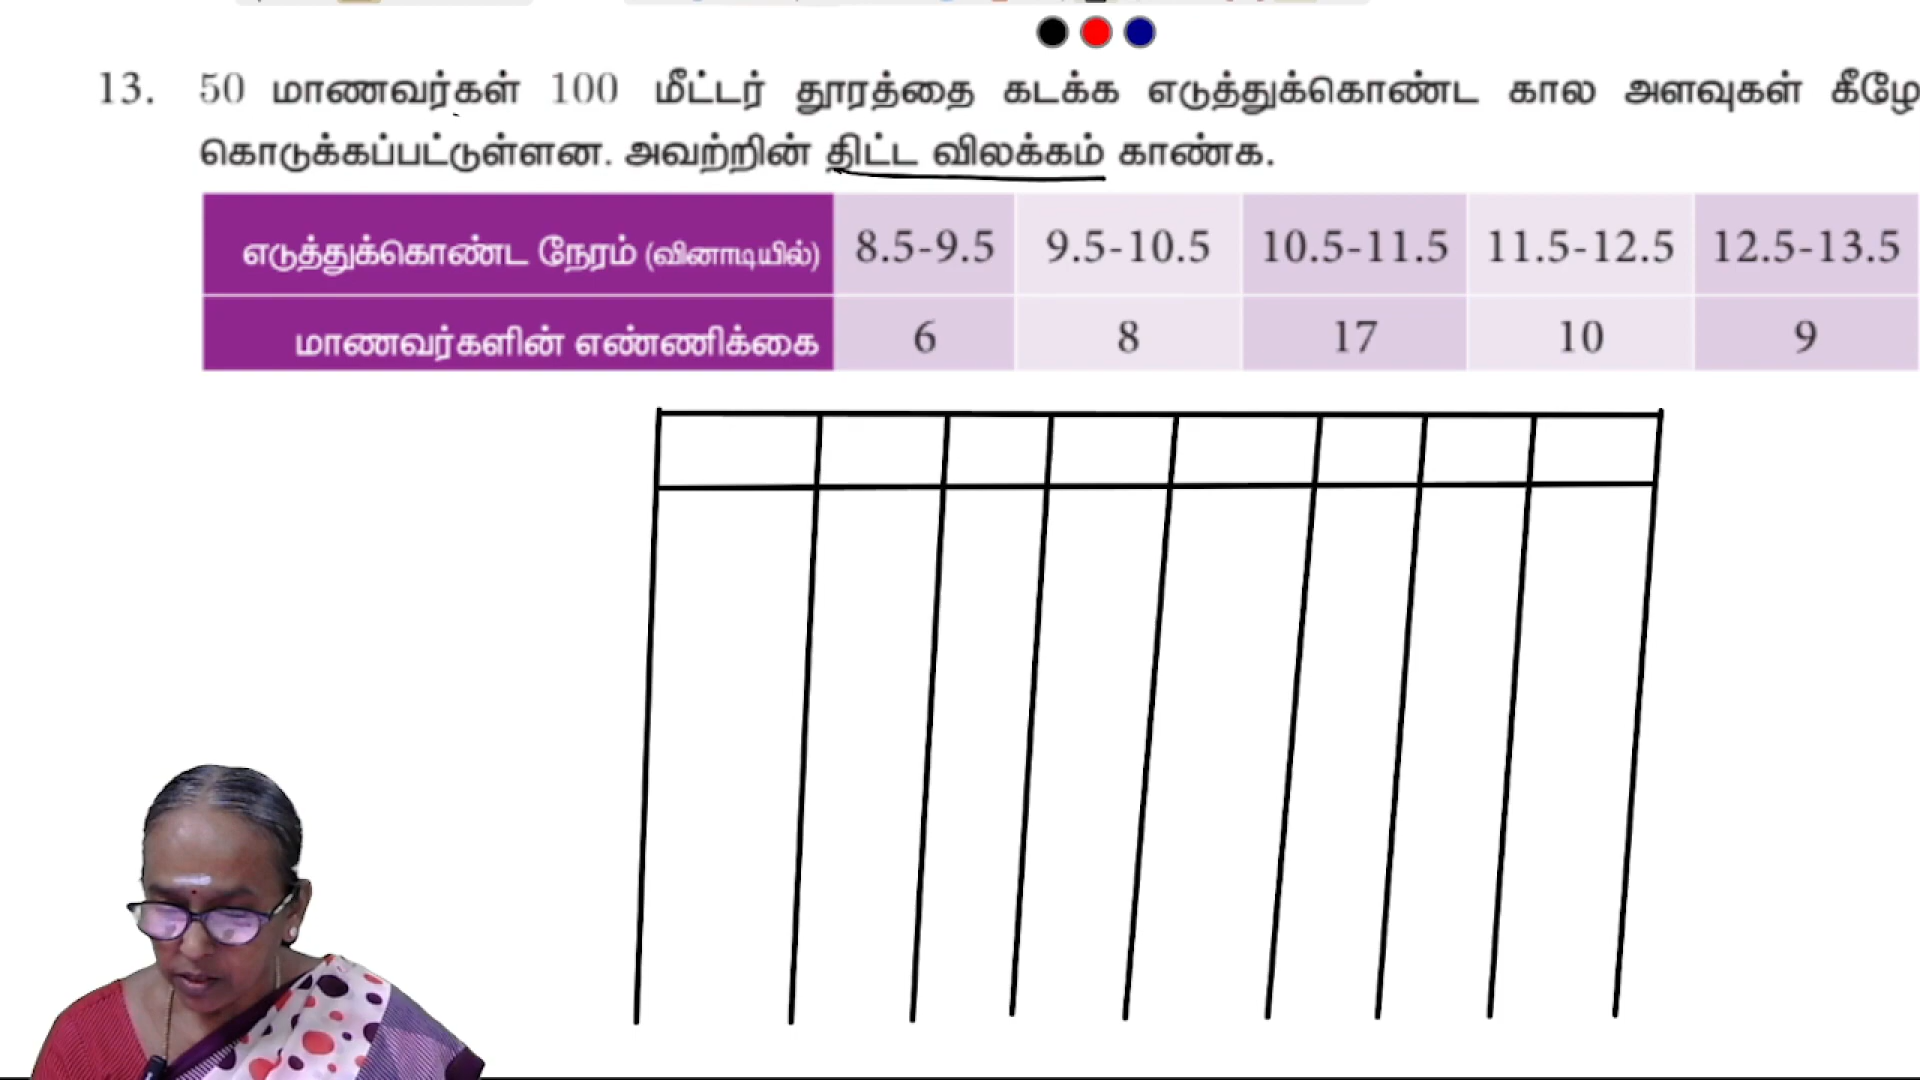 13. 50 மாணவர்கள் 100 மீட்டர் தூரத்தை கடக்க எடுத்துக்கொண்ட கால அளவுகள் கீழே
கொடுக்கப்பட்டுள்ளன. அவற்றின் திட்ட விலக்கம் காண்க.
எடுத்துக்கொண்ட நேரம் (வினாடியில்) 8.5-9.5 9.5-10.5 10.5-11.5 11.5-12.5 12.5-13.5
மாணவர்களின் எண்ணிக்கை 6 8 17 10 9